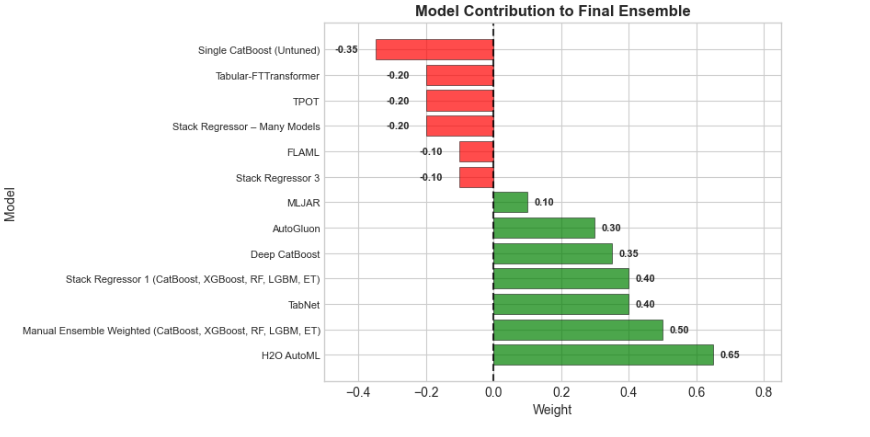 Model Contribution to Final Ensemble
Single CatBoost (Untuned) -0.35
Tabular-FTTransformer -0.20
TPOT -0.20
Stack Regressor – Many Models -0.20
FLAML -0.10
Stack Regressor 3 -0.10
MLJAR 0.10
AutoGluon 0.30
Deep CatBoost 0.35
Stack Regressor 1 (CatBoost, XGBoost, RF, LGBM, ET) 0.40
TabNet 0.40
Manual Ensemble Weighted (CatBoost, XGBoost, RF, LGBM, ET) 0.50
H2O AutoML 0.65
Model
−0.4 −0.2 0.0 0.2 0.4 0.6 0.8
Weight